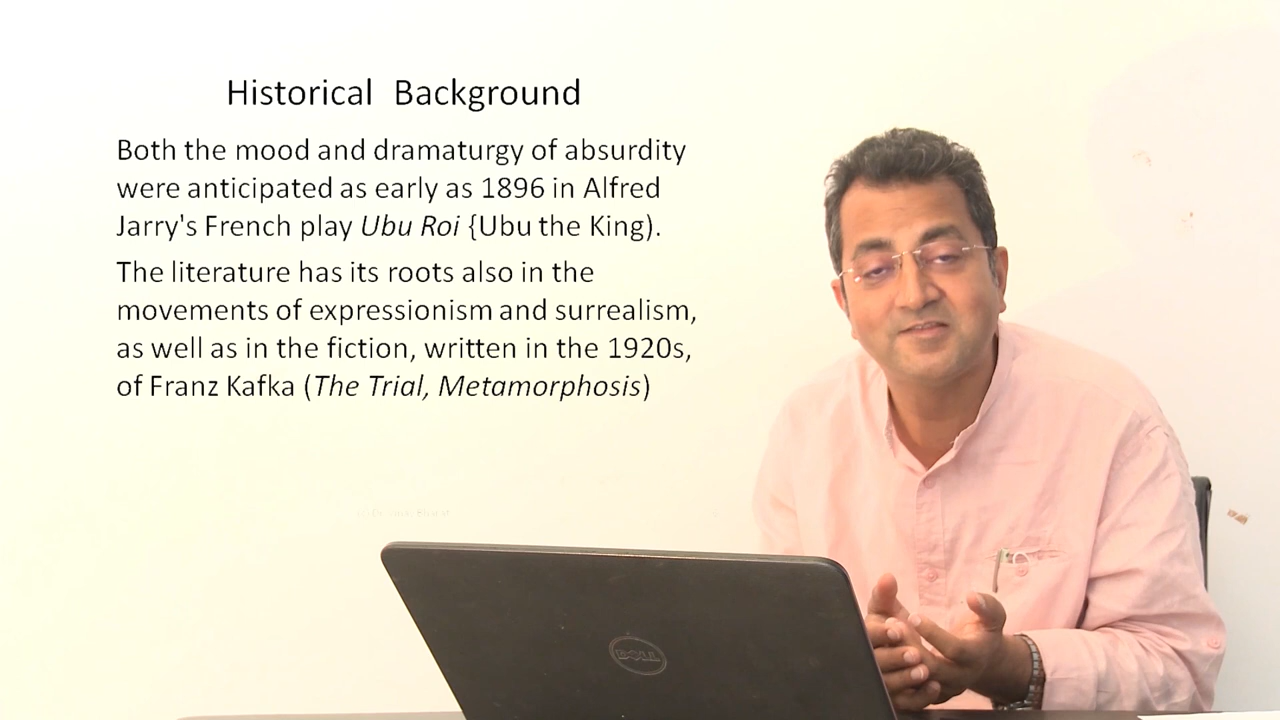 Historical Background
Both the mood and dramaturgy of absurdity
were anticipated as early as 1896 in Alfred
Jarry's French play Ubu Roi {Ubu the King).
The literature has its roots also in the
movements of expressionism and surrealism,
as well as in the fiction, written in the 1920s,
of Franz Kafka (The Trial, Metamorphosis)
DELL